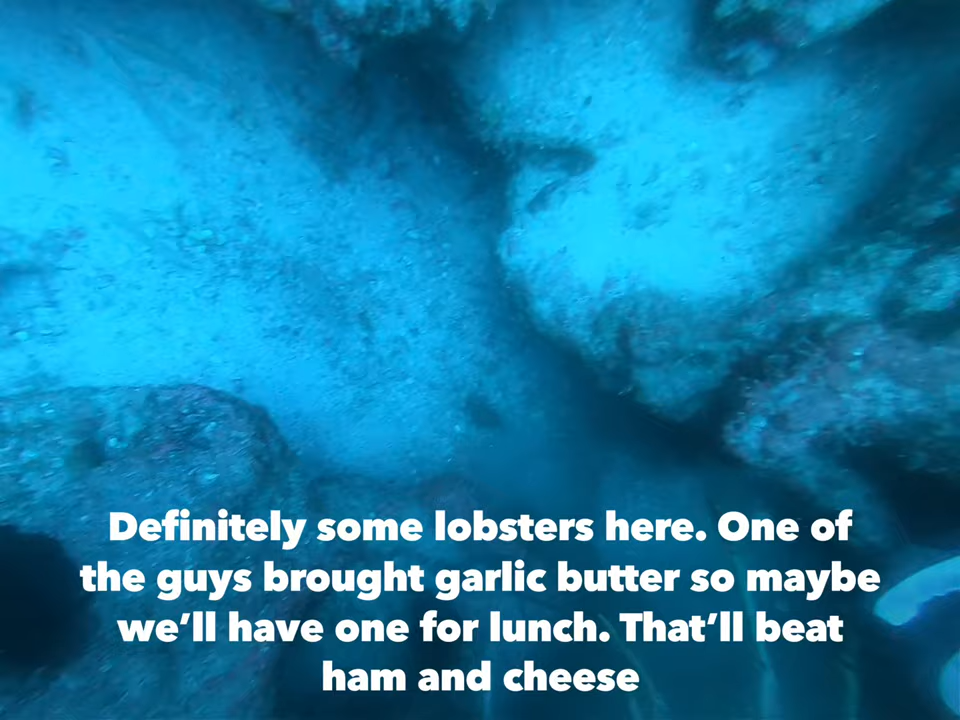 Definitely some lobsters here. One of
the guys brought garlic butter so maybe
we’ll have one for lunch. That’ll beat
ham and cheese